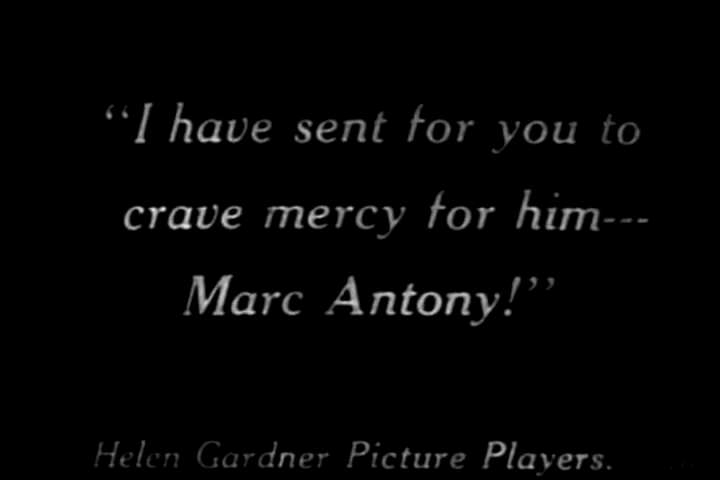 “I have sent for you to
crave mercy for him---
Marc Antony!”
Helen Gardner Picture Players.